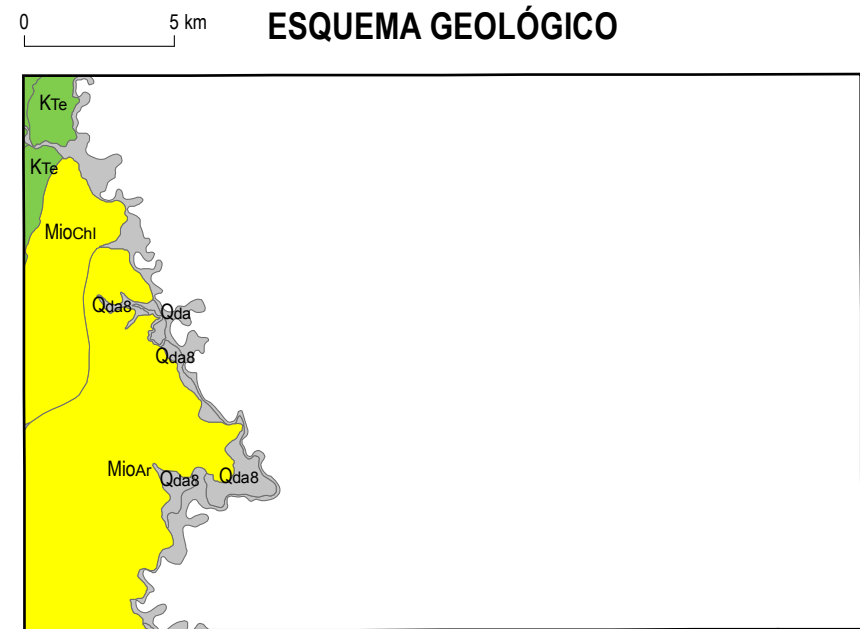 0 5 km
ESQUEMA GEOLÓGICO
KTe
KTe
MioChl
Qda8
Qda
Qda8
MioAr
Qda8
Qda8